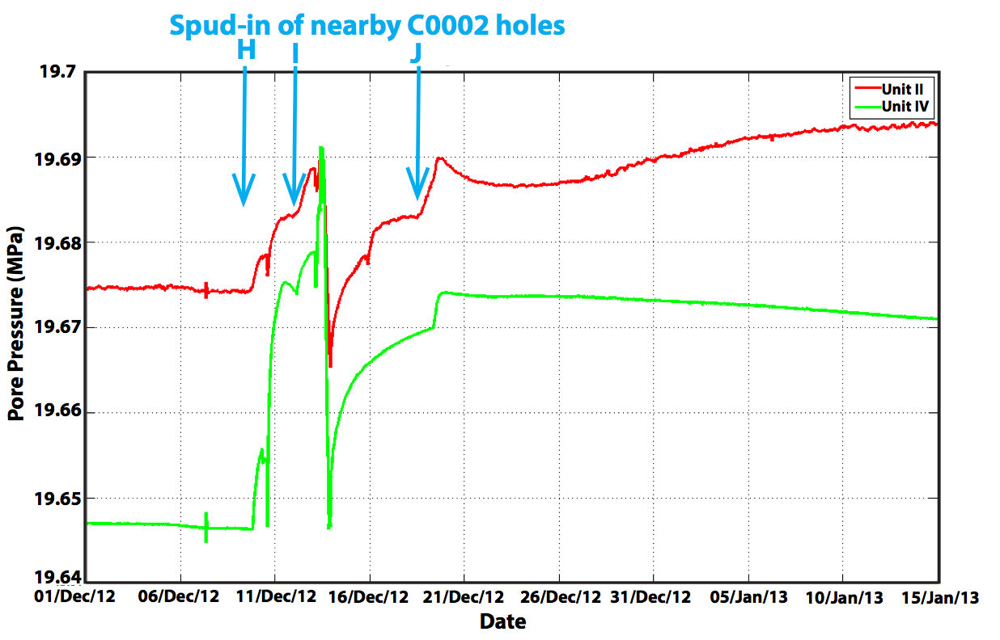 Spud-in of nearby C0002 holes
H I J
19.7
19.69
19.68
19.67
19.66
19.65
19.64
Unit II
Unit IV
Pore Pressure (MPa)
01/Dec/12 06/Dec/12 11/Dec/12 16/Dec/12 21/Dec/12 26/Dec/12 31/Dec/12 05/Jan/13 10/Jan/13 15/Jan/13
Date